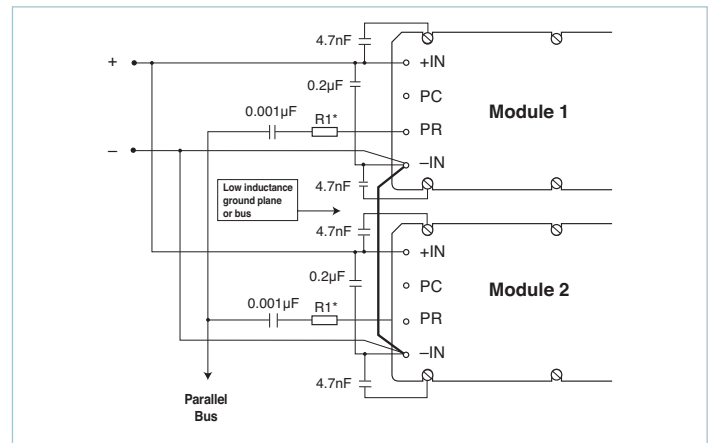 4.7nF
+
+IN
0.2µF
PC
Module 1
0.001µF
R1*
PR
–
–IN
4.7nF
Low inductance
ground plane
or bus
4.7nF
+IN
0.2µF
PC
Module 2
0.001µF
R1*
PR
–IN
4.7nF
Parallel
Bus